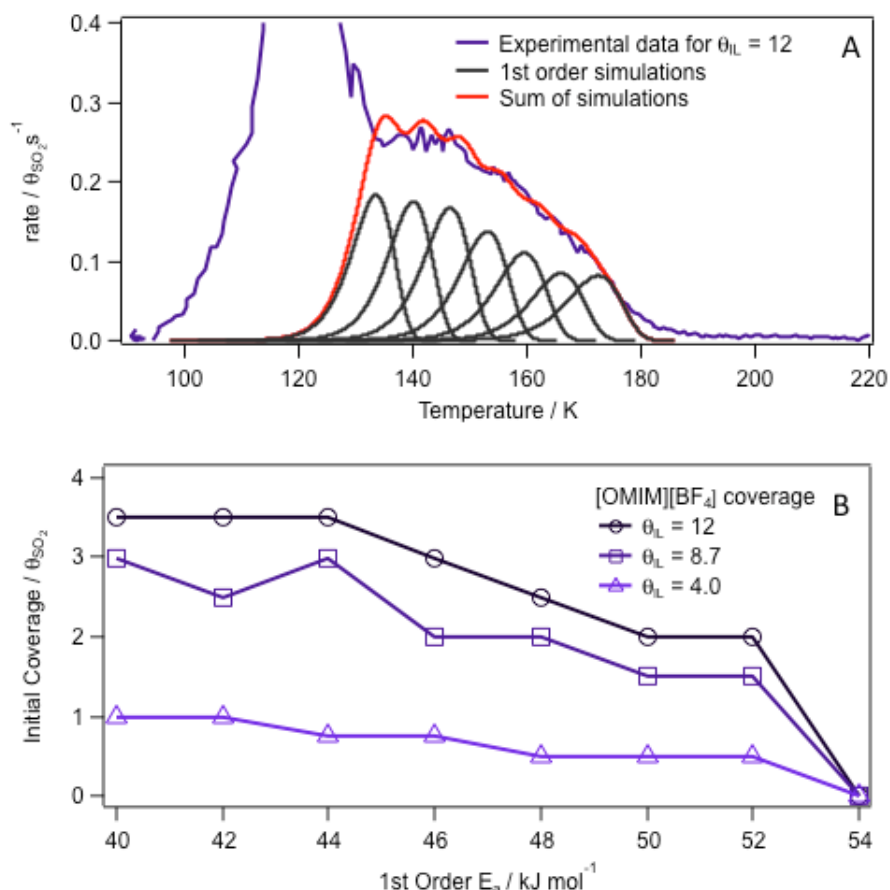 0.4
0.3
0.2
0.1
0.0
rate / θSO2 s-1
Experimental data for θIL = 12
A
1st order simulations
Sum of simulations
100 120 140 160 180 200 220
Temperature / K
4
3
2
1
0
Initial Coverage / θSO2
[OMIM][BF4] coverage
B
θIL = 12
θIL = 8.7
θIL = 4.0
40 42 44 46 48 50 52 54
1st Order Ea / kJ mol-1